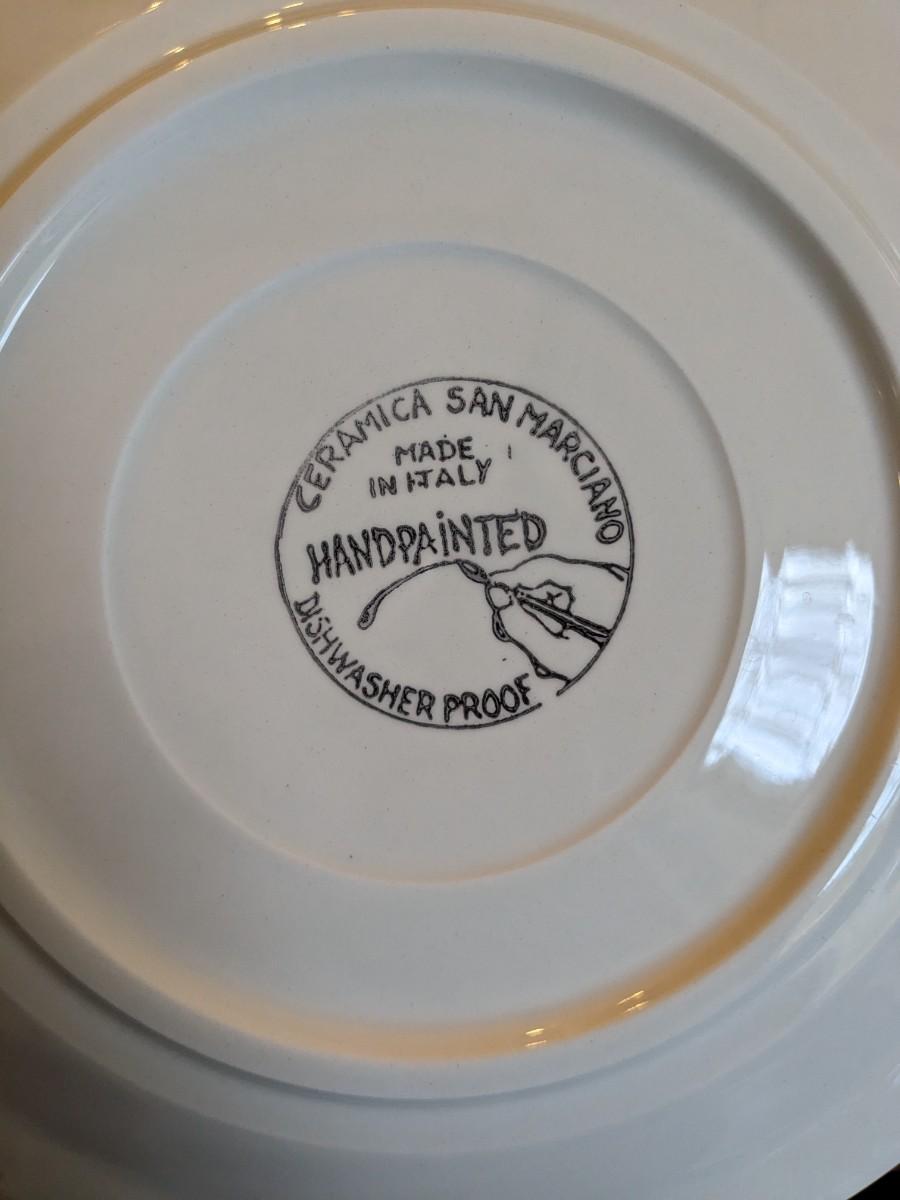 CERAMICA SAN MARCIANO
MADE
IN ITALY
HANDPAINTED
DISHWASHER PROOF